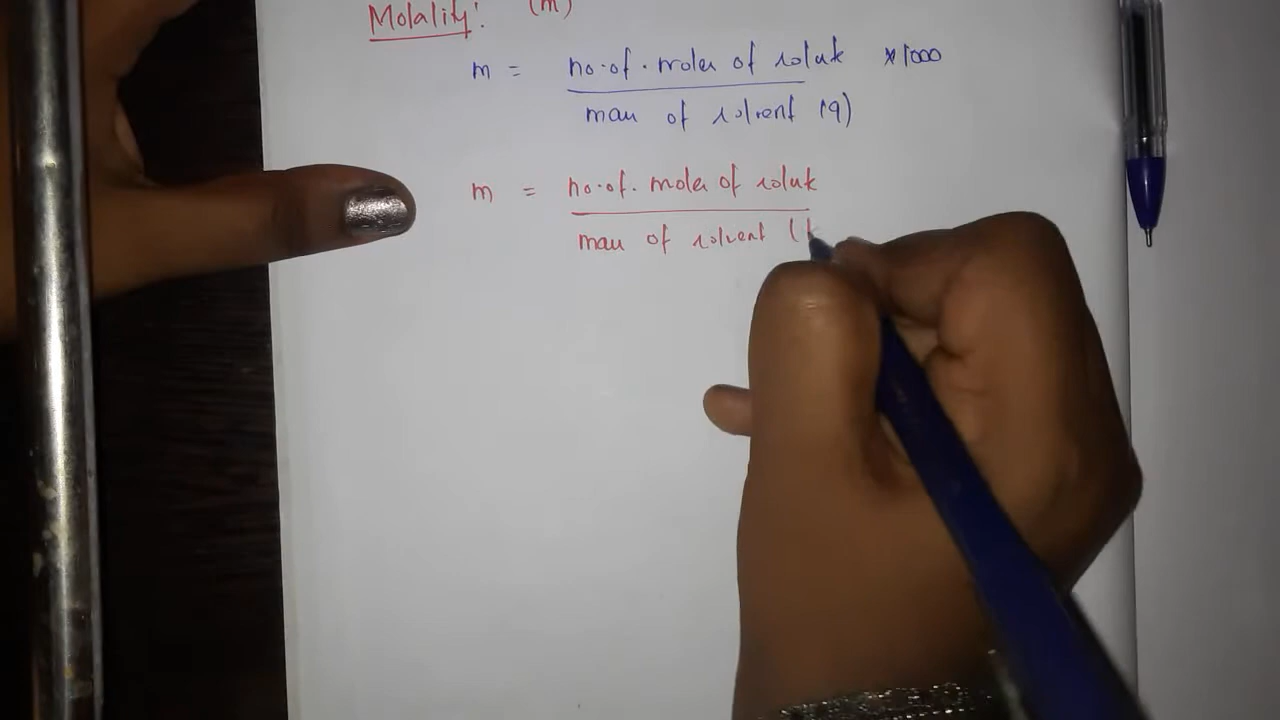 Molality: (m)
m = no.of.moles of solute × 1000
mass of solvent (g)
m = no.of.moles of solute
mass of solvent (k